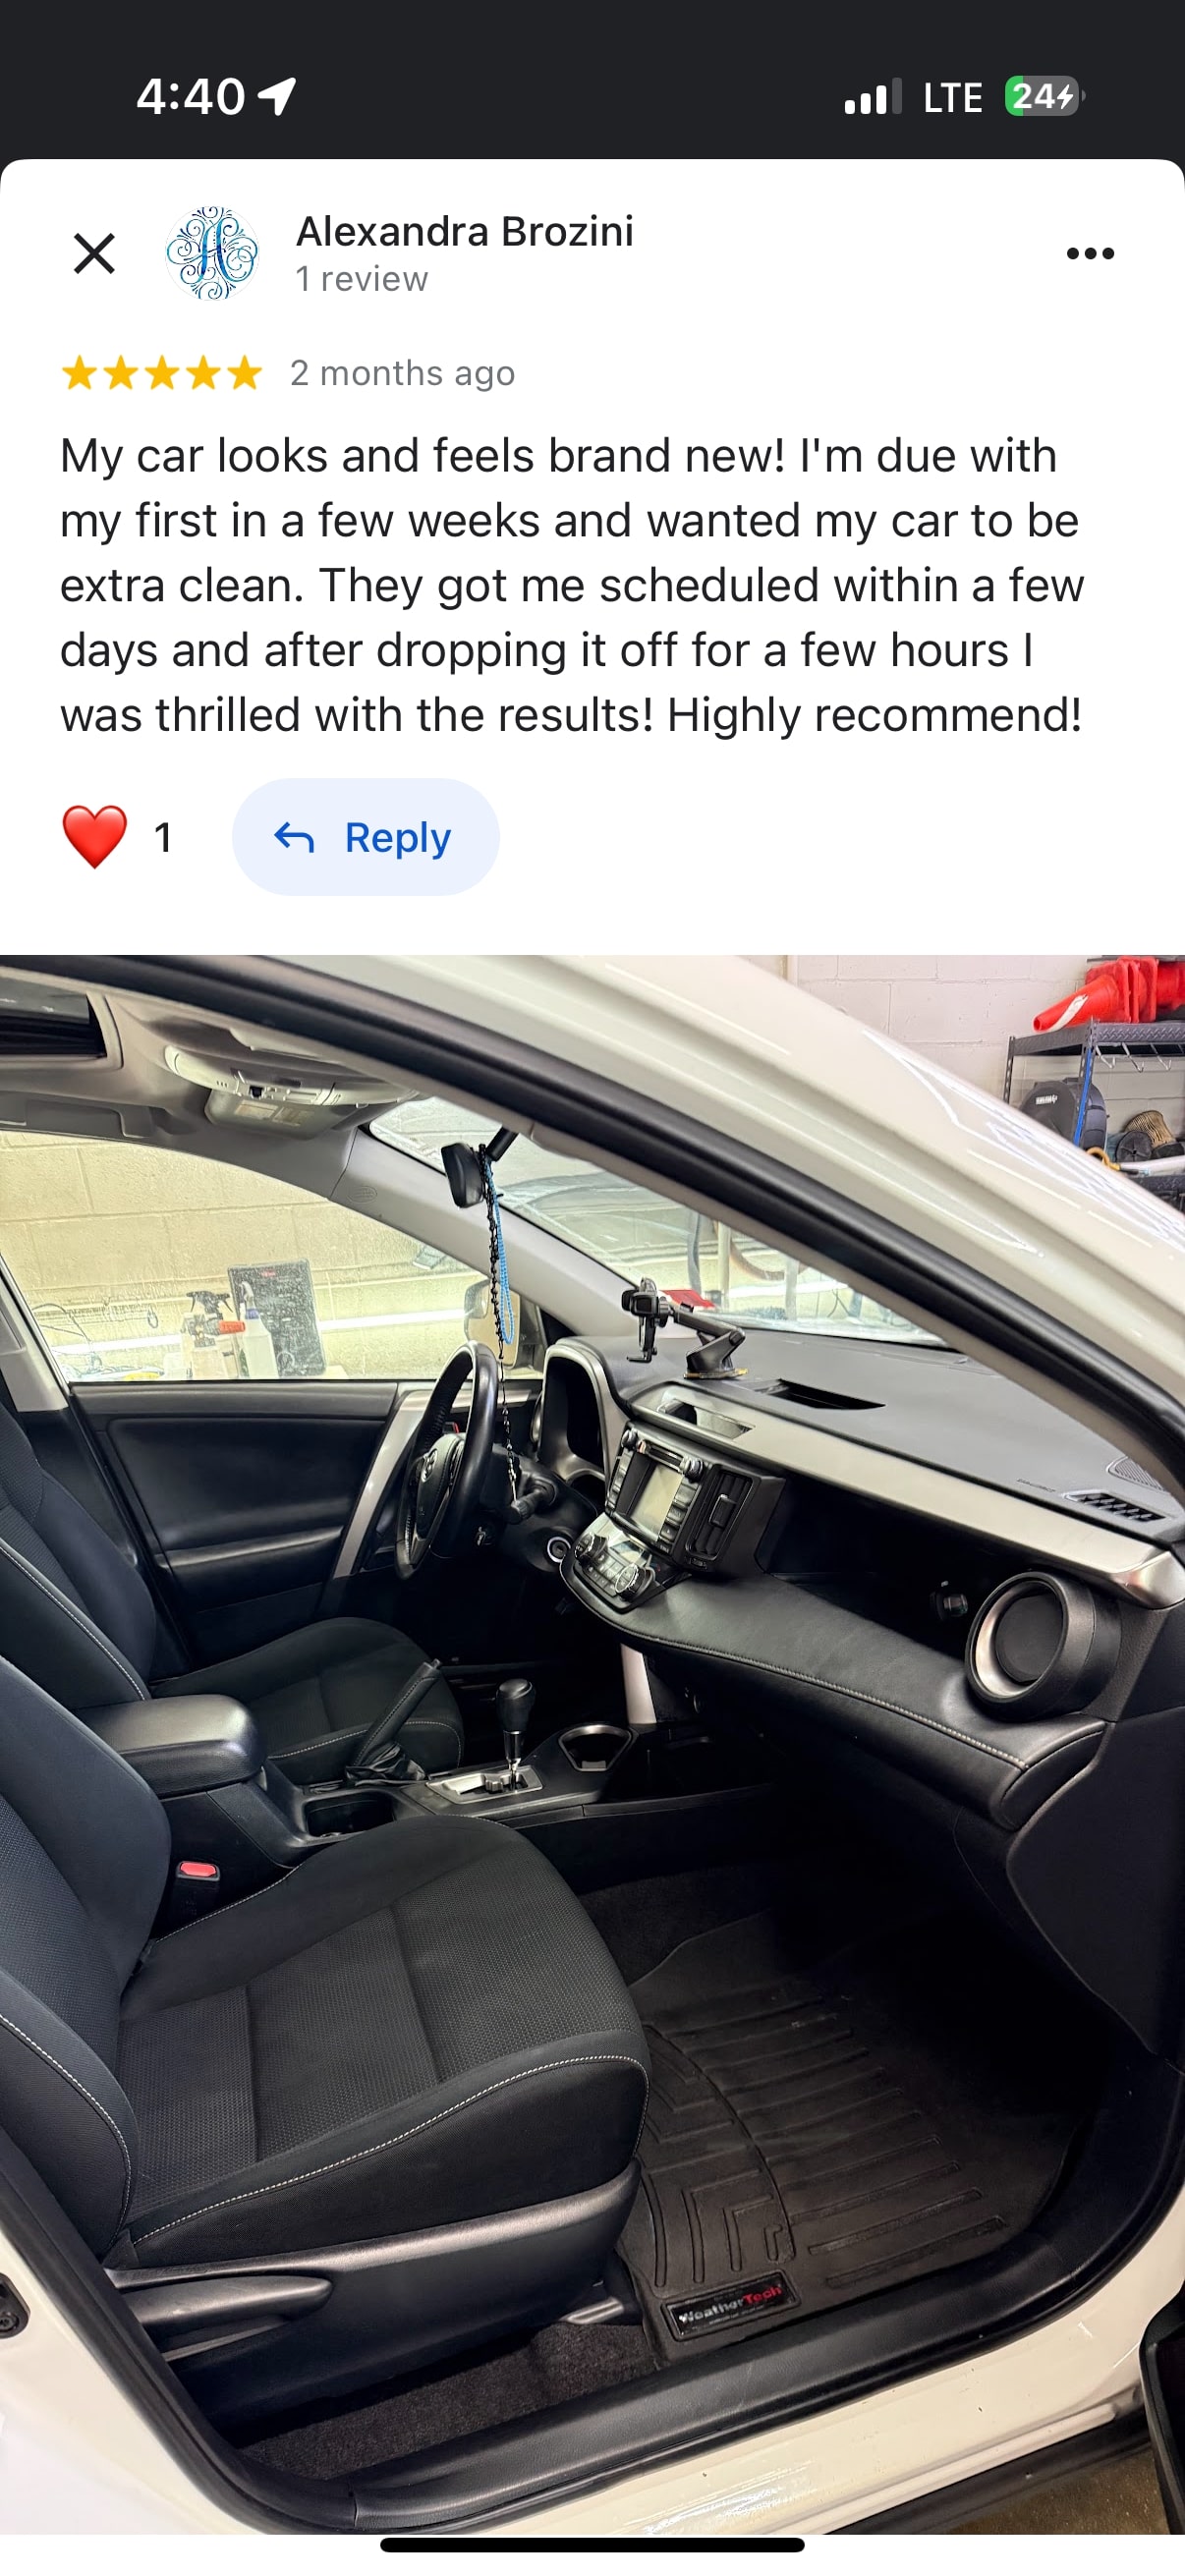 4:40
LTE 24
Alexandra Brozini
1 review
2 months ago
My car looks and feels brand new! I'm due with
my first in a few weeks and wanted my car to be
extra clean. They got me scheduled within a few
days and after dropping it off for a few hours I
was thrilled with the results! Highly recommend!
1
Reply
WeatherTech